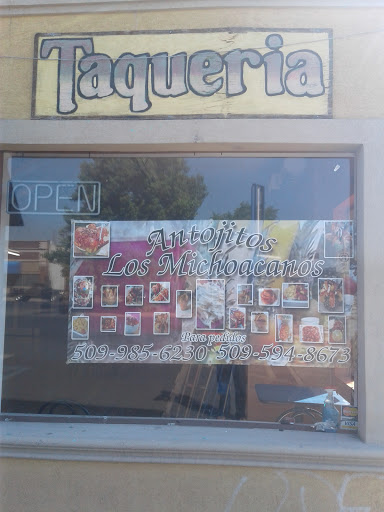 Taqueria
OPEN
Antojitos
Los Michoacanos
Para pedidos
509-985-6230 509-594-8673